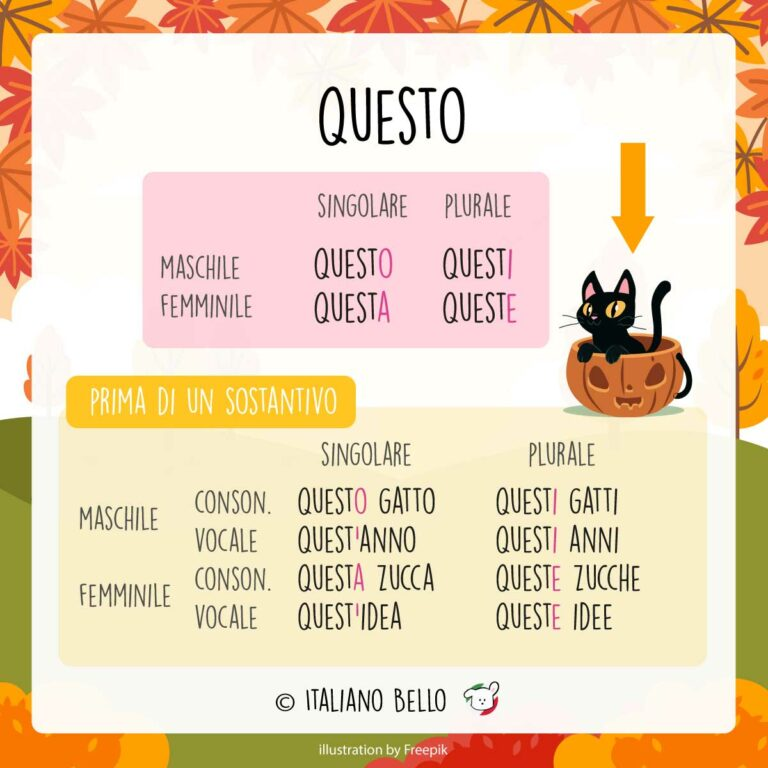 QUESTO
SINGOLARE PLURALE
MASCHILE QUESTO QUESTI
FEMMINILE QUESTA QUESTE
PRIMA DI UN SOSTANTIVO
SINGOLARE PLURALE
MASCHILE
CONSON. QUESTO GATTO QUESTI GATTI
VOCALE QUEST'ANNO QUESTI ANNI
FEMMINILE
CONSON. QUESTA ZUCCA QUESTE ZUCCHE
VOCALE QUEST'IDEA QUESTE IDEE
© ITALIANO BELLO
illustration by Freepik